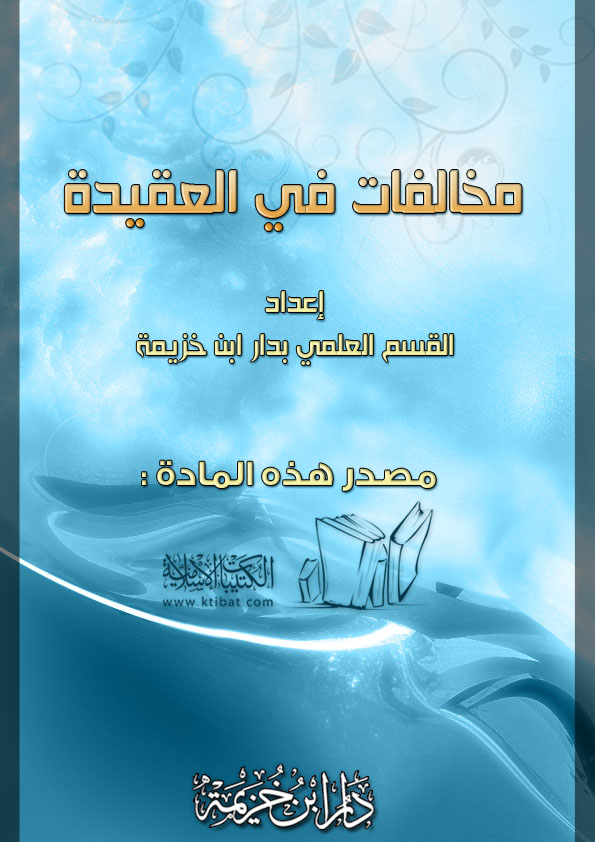 مخالفات في العقيدة
إعداد
القسم العلمي بدار ابن خزيمة
مصدر هذه المادة :
الكتيبات الإسلامية
www.ktibat.com
دار ابن خزيمة